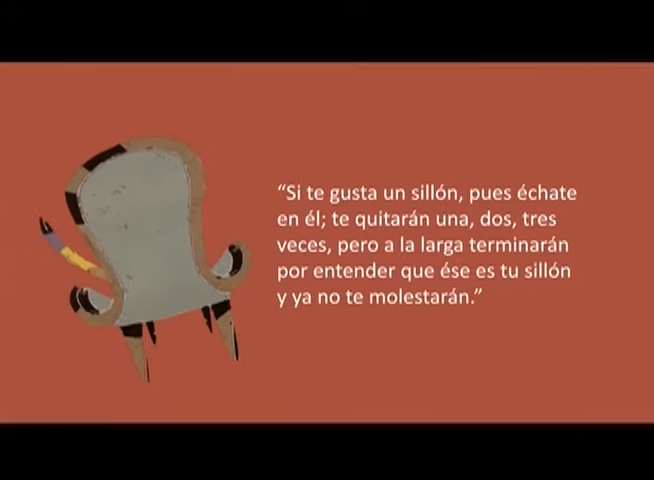 “Si te gusta un sillón, pues échate
en él; te quitarán una, dos, tres
veces, pero a la larga terminarán
por entender que ése es tu sillón
y ya no te molestarán.”